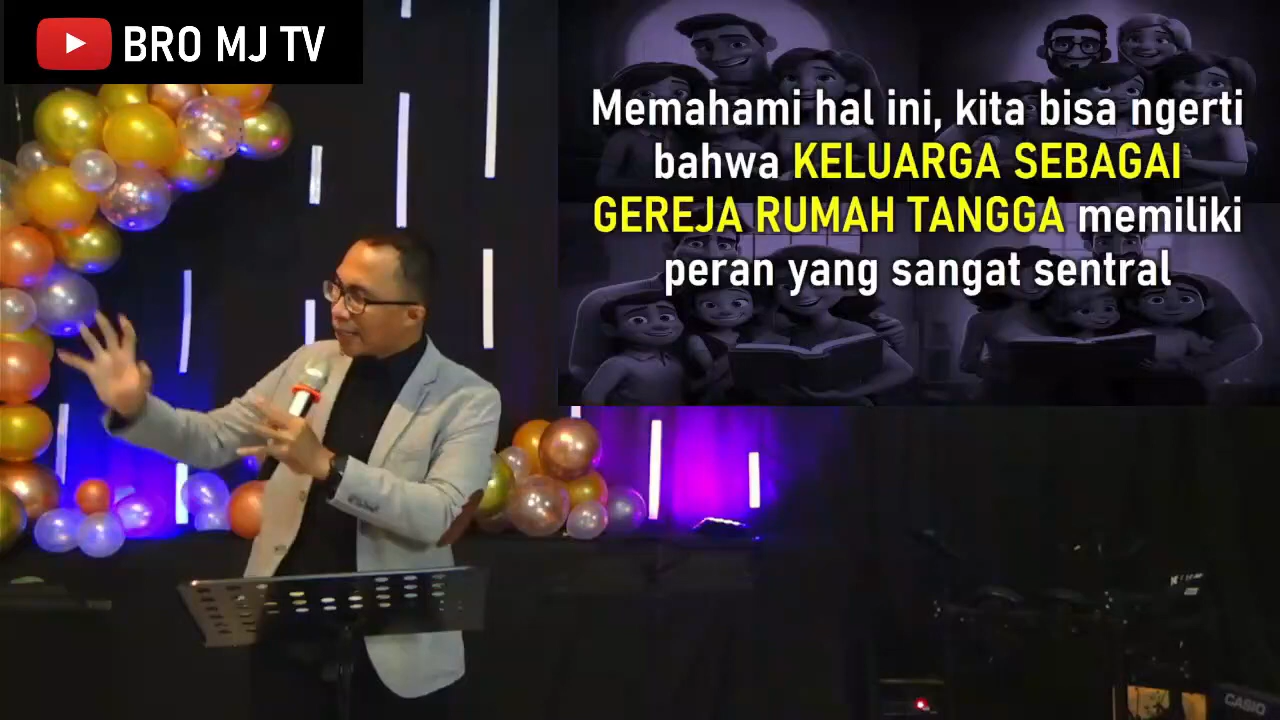 BRO MJ TV
Memahami hal ini, kita bisa ngerti
bahwa KELUARGA SEBAGAI
GEREJA RUMAH TANGGA memiliki
peran yang sangat sentral
CASIO